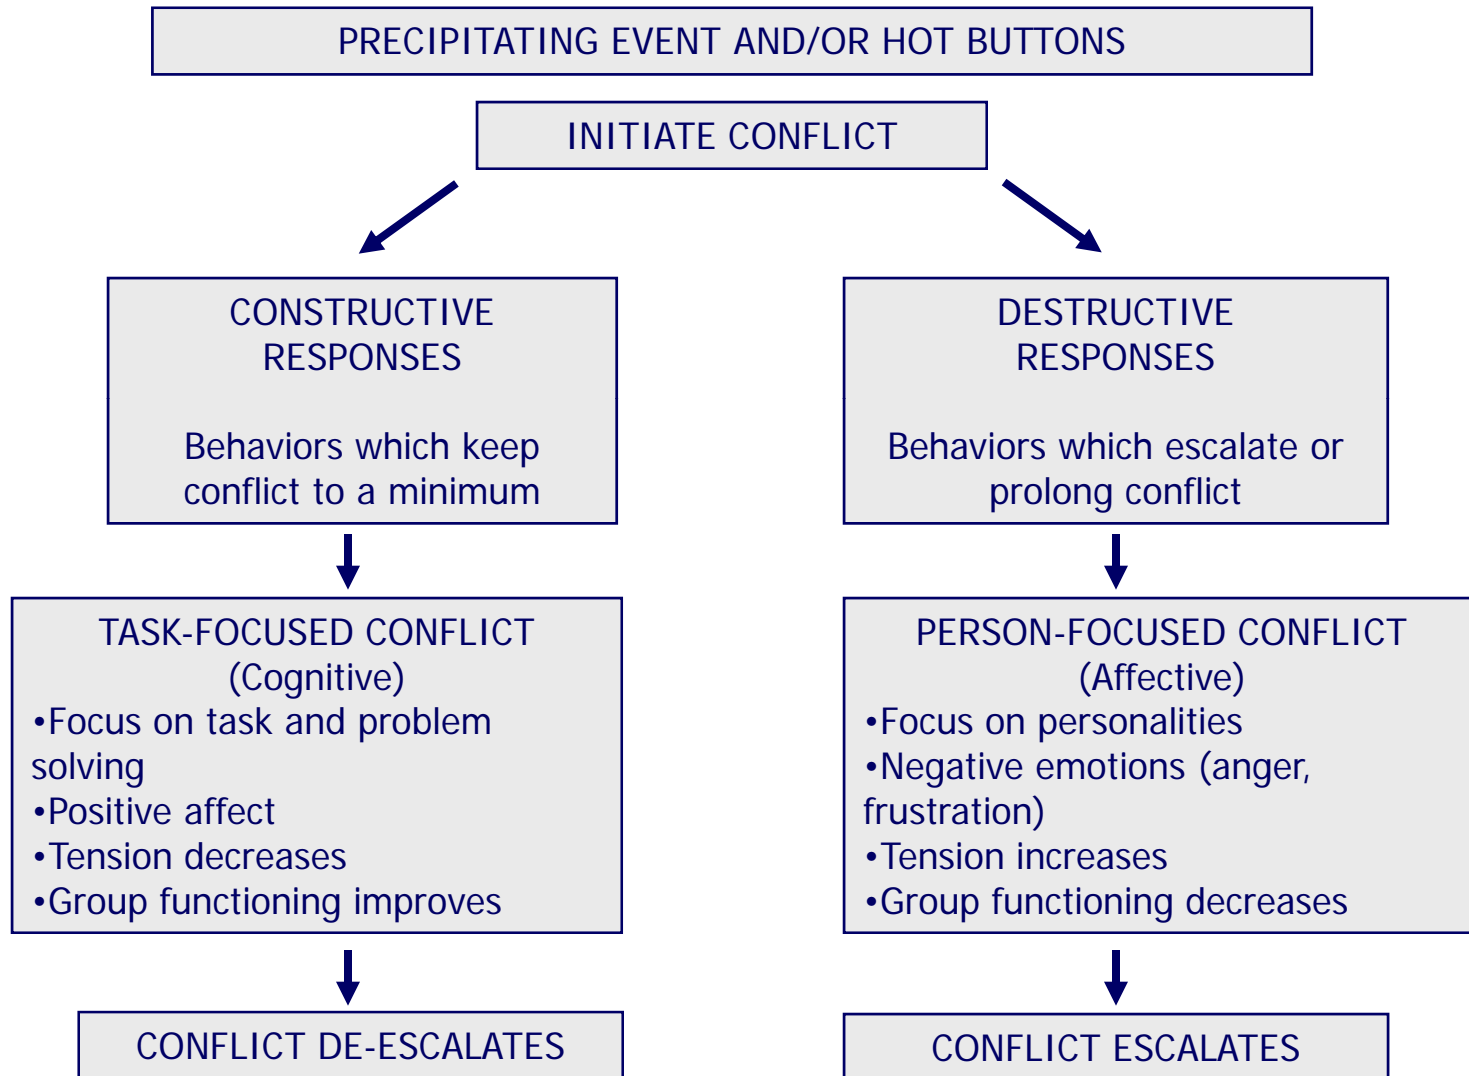 PRECIPITATING EVENT AND/OR HOT BUTTONS
INITIATE CONFLICT
CONSTRUCTIVE
RESPONSES
Behaviors which keep
conflict to a minimum
DESTRUCTIVE
RESPONSES
Behaviors which escalate or
prolong conflict
TASK-FOCUSED CONFLICT
(Cognitive)
•Focus on task and problem
solving
•Positive affect
•Tension decreases
•Group functioning improves
PERSON-FOCUSED CONFLICT
(Affective)
•Focus on personalities
•Negative emotions (anger,
frustration)
•Tension increases
•Group functioning decreases
CONFLICT DE-ESCALATES
CONFLICT ESCALATES